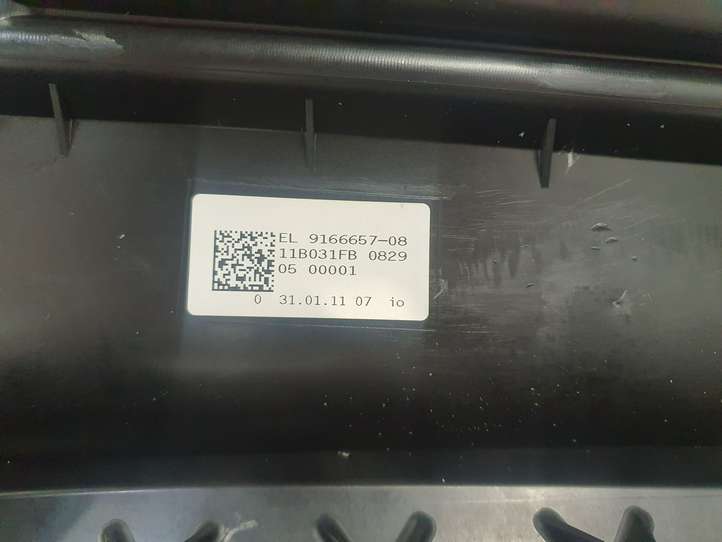 EL 9166657-08
11B031FB 0829
05 00001
0 31.01.11 07 io